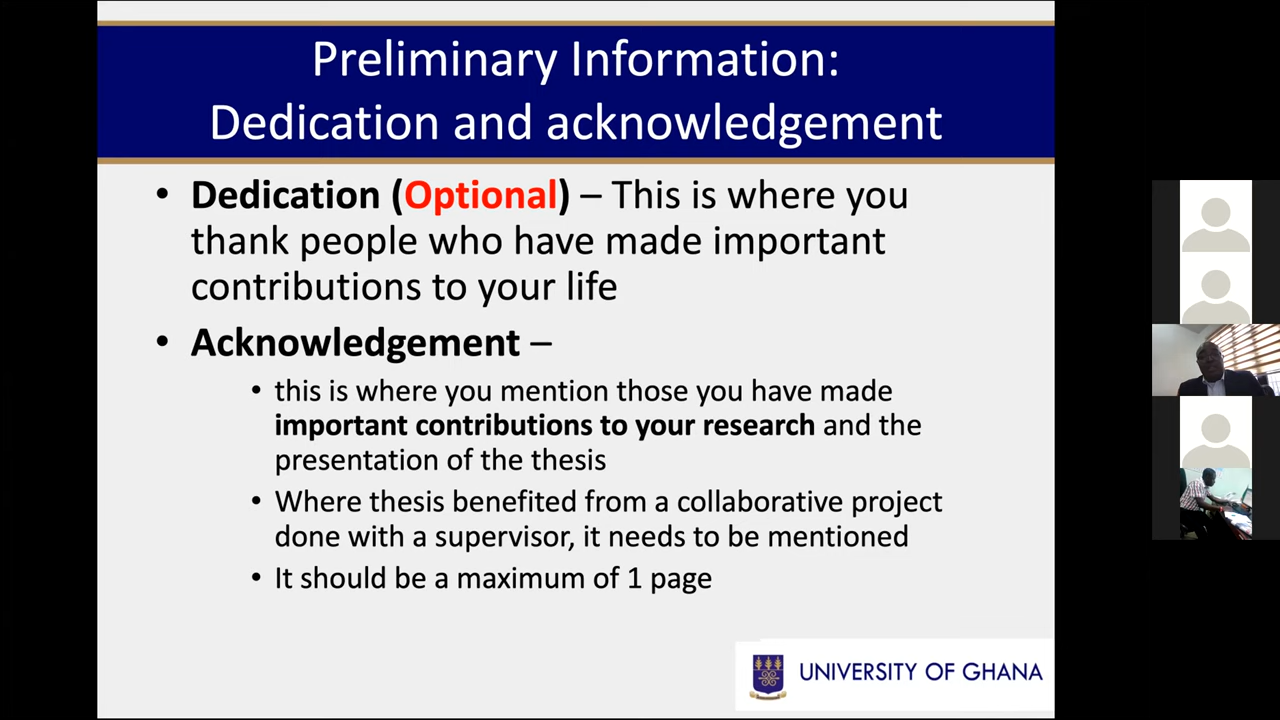 Preliminary Information:
Dedication and acknowledgement
• Dedication (Optional) – This is where you
thank people who have made important
contributions to your life
• Acknowledgement –
• this is where you mention those you have made
important contributions to your research and the
presentation of the thesis
• Where thesis benefited from a collaborative project
done with a supervisor, it needs to be mentioned
• It should be a maximum of 1 page
UNIVERSITY OF GHANA